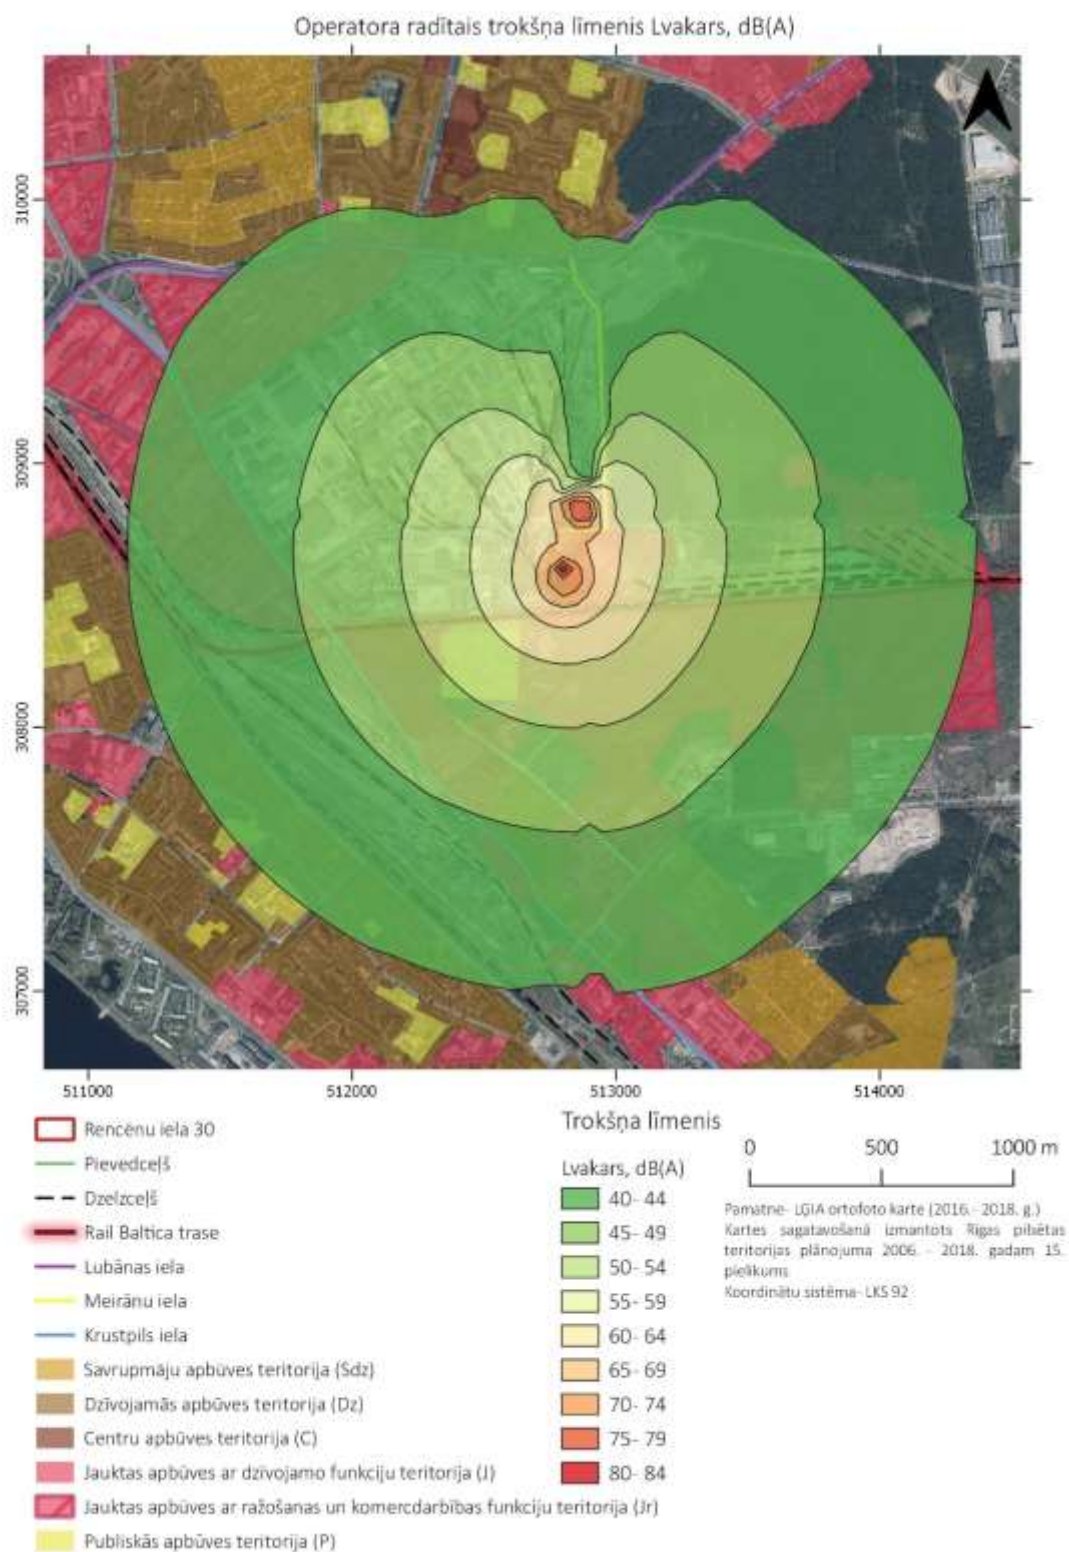 Operatora radītais trokšņa līmenis Lvakars, dB(A)
310000
309000
308000
307000
511000
512000
513000
514000
Rencēnu iela 30
Pievedceļš
Dzelzceļš
Rail Baltica trase
Lubānas iela
Meirānu iela
Krustpils iela
Savrupmāju apbūves teritorija (Sdz)
Dzīvojamās apbūves teritorija (Dz)
Centru apbūves teritorija (C)
Jauktas apbūves ar dzīvojamo funkciju teritorija (J)
Jauktas apbūves ar ražošanas un komercdarbības funkciju teritorija (Jr)
Publiskās apbūves teritorija (P)
Trokšņa līmenis
Lvakars, dB(A)
40- 44
45- 49
50- 54
55- 59
60- 64
65- 69
70- 74
75- 79
80- 84
0 500 1000 m
Pamatne- LĢIA ortofoto karte (2016.- 2018. g.)
Kartes sagatavošanā izmantots Rīgas pilsētas
teritorijas plānojuma 2006. - 2018. gadam 15.
pielikums
Koordinātu sistēma- LKS 92